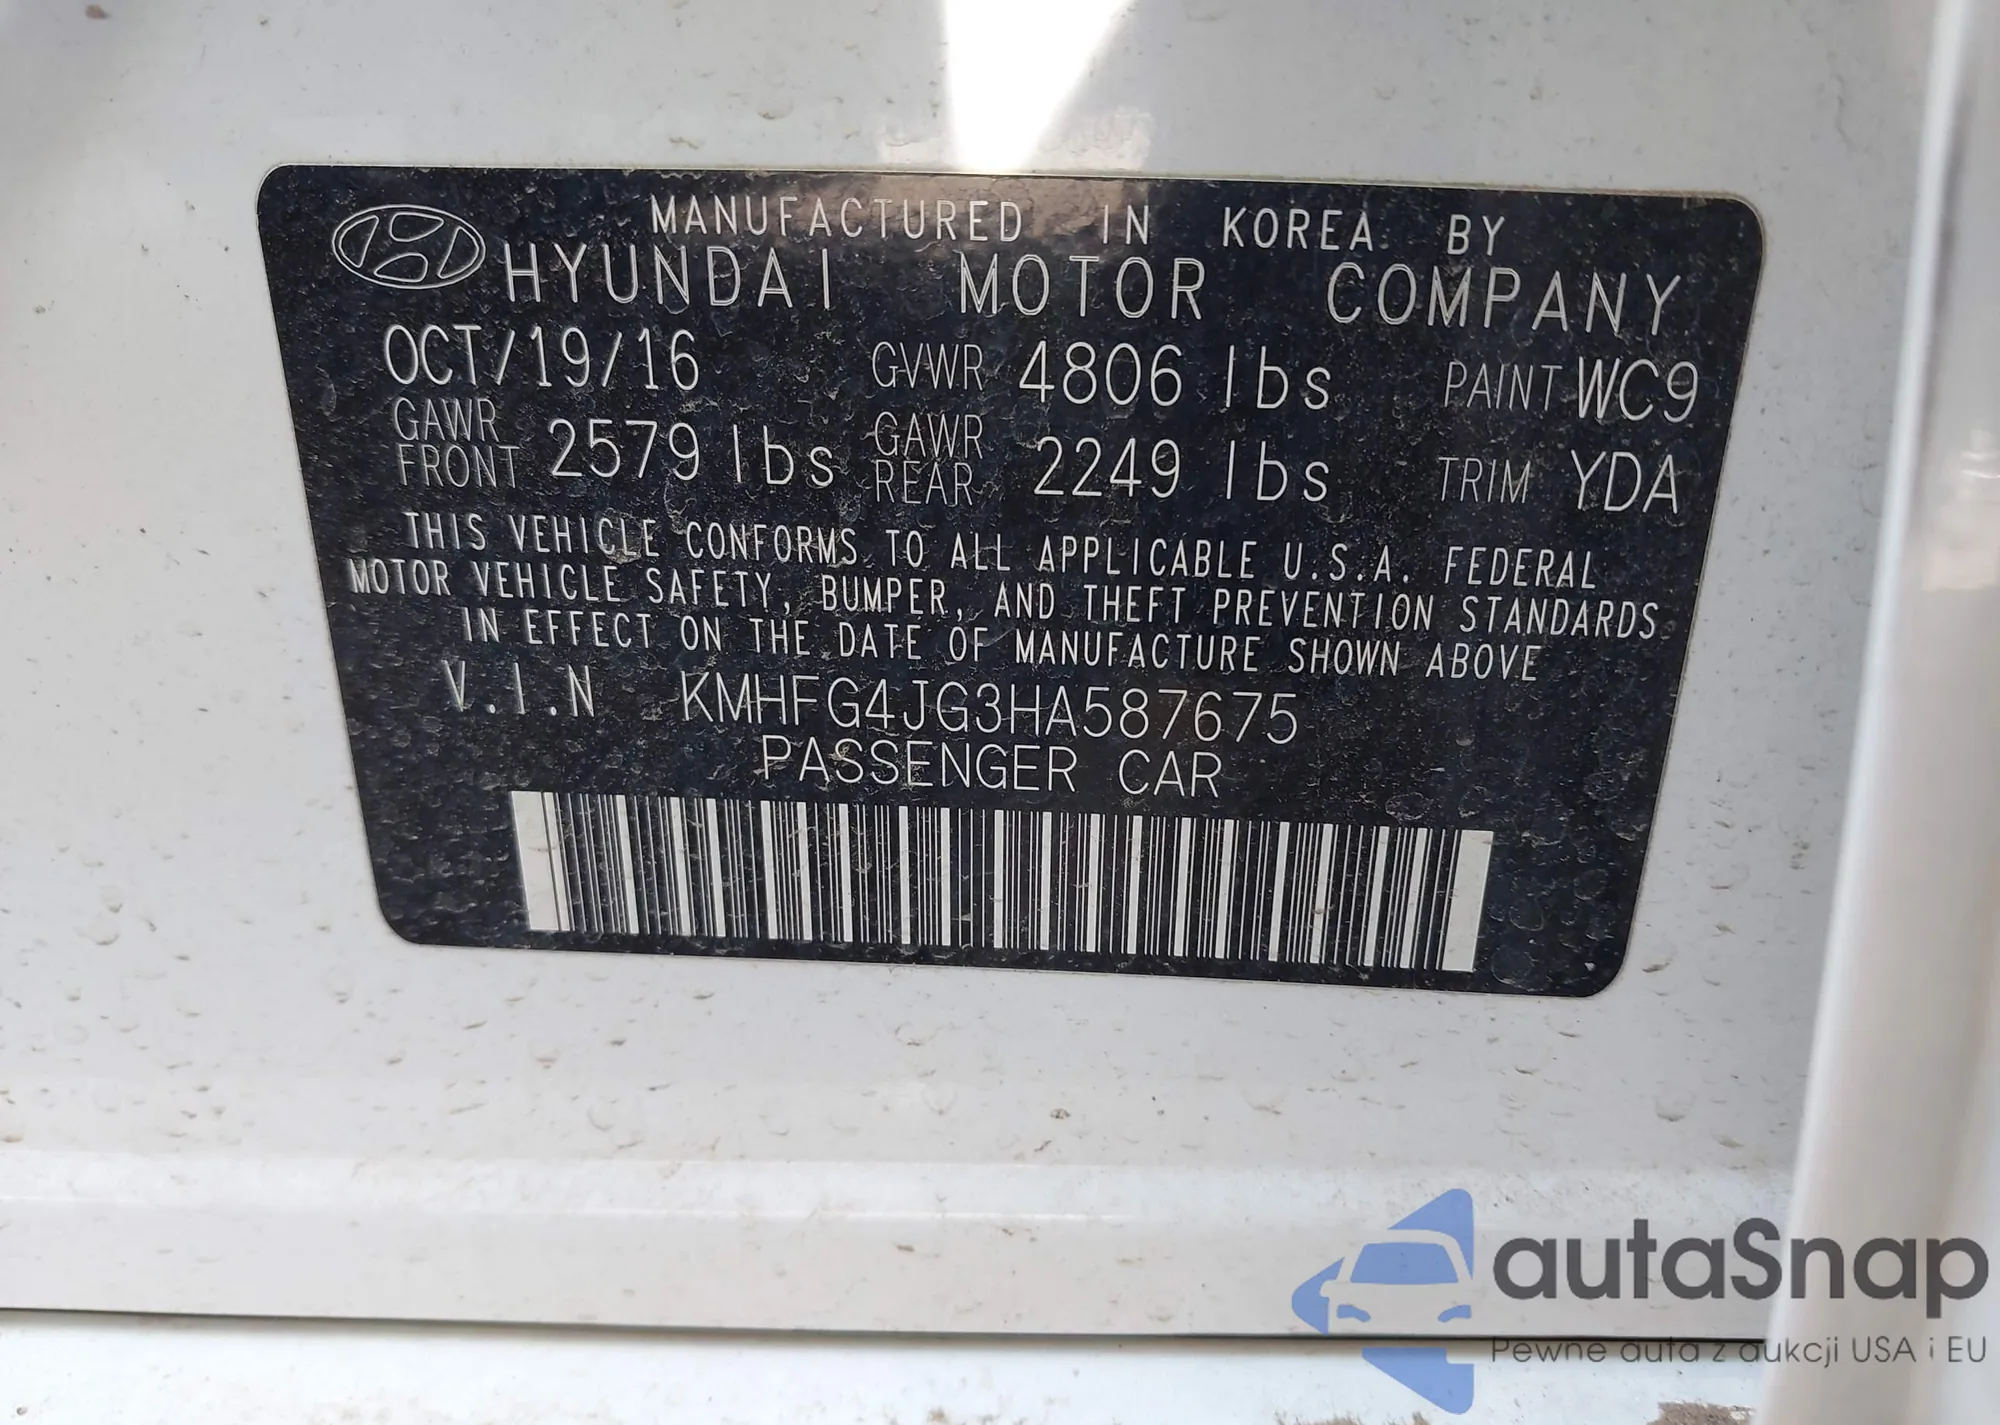 MANUFACTURED IN KOREA BY
HYUNDAI MOTOR COMPANY
OCT/19/16 GVWR 4806 lbs PAINT WC9
GAWR FRONT 2579 lbs GAWR REAR 2249 lbs TRIM YDA
THIS VEHICLE CONFORMS TO ALL APPLICABLE U.S.A. FEDERAL
MOTOR VEHICLE SAFETY, BUMPER, AND THEFT PREVENTION STANDARDS
IN EFFECT ON THE DATE OF MANUFACTURE SHOWN ABOVE
V.I.N KMHFG4JG3HA587675
PASSENGER CAR
autaSnap
Pewne auta z aukcji USA i EU